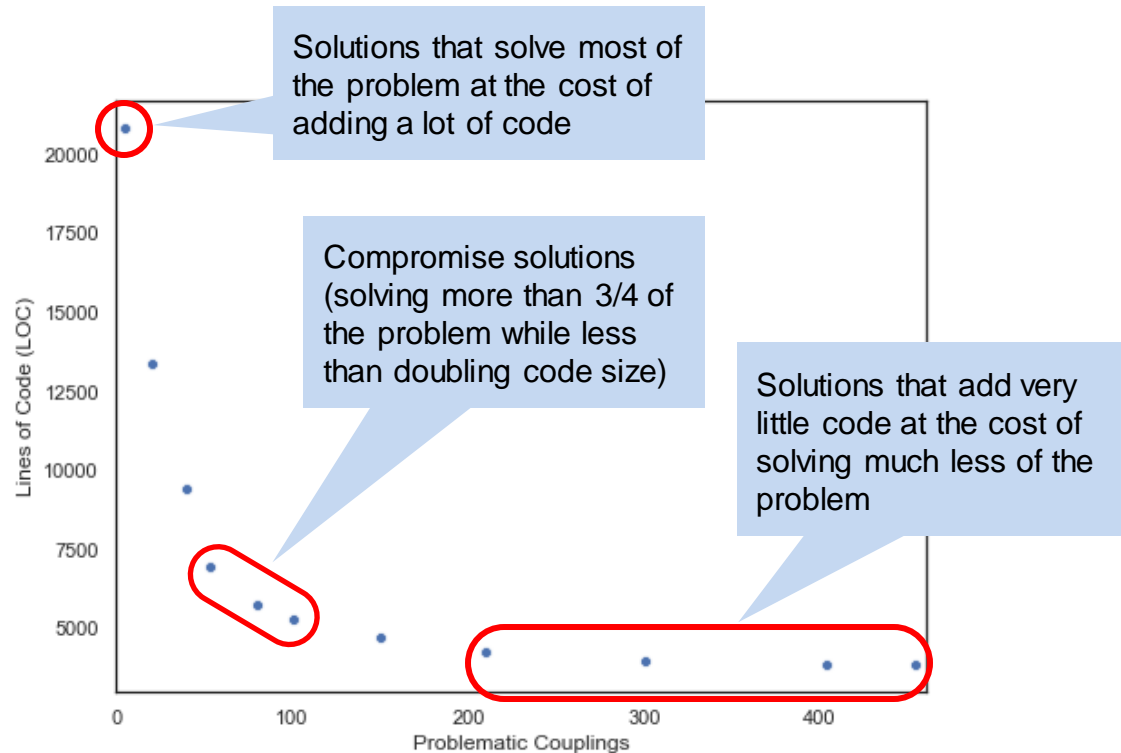 Solutions that solve most of
the problem at the cost of
adding a lot of code
Compromise solutions
(solving more than 3/4 of
the problem while less
than doubling code size)
Solutions that add very
little code at the cost of
solving much less of the
problem
Lines of Code (LOC)
20000
17500
15000
12500
10000
7500
5000
0
100
200
300
400
Problematic Couplings